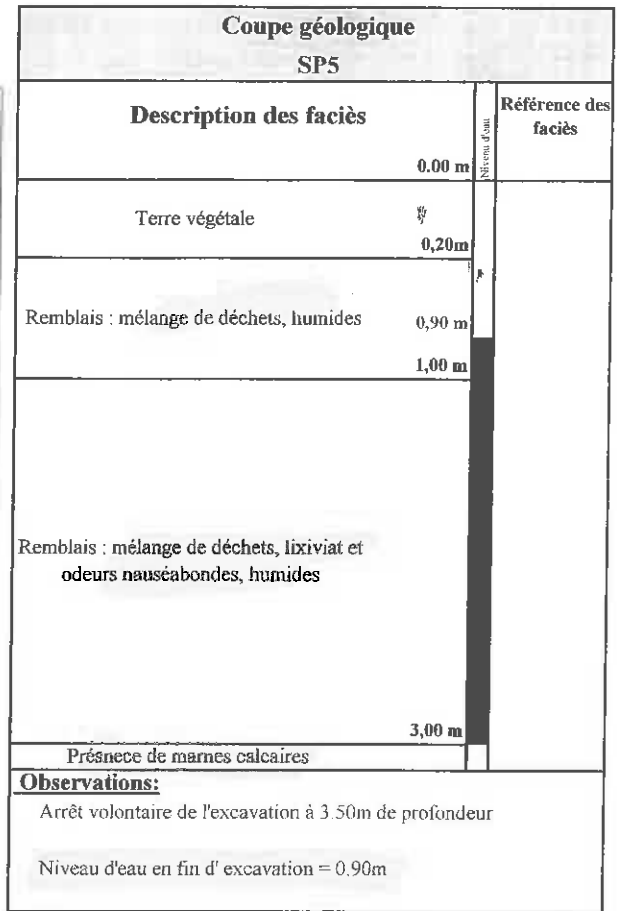 Coupe géologique
SP5
Description des faciès
Niveau d'eau
Référence des
faciès
0.00 m
Terre végétale
0,20m
Remblais : mélange de déchets, humides
0,90 m
1,00 m
Remblais : mélange de déchets, lixiviat et
odeurs nauséabondes, humides
3,00 m
Présnece de marnes calcaires
Observations:
Arrêt volontaire de l'excavation à 3.50m de profondeur
Niveau d'eau en fin d' excavation = 0.90m